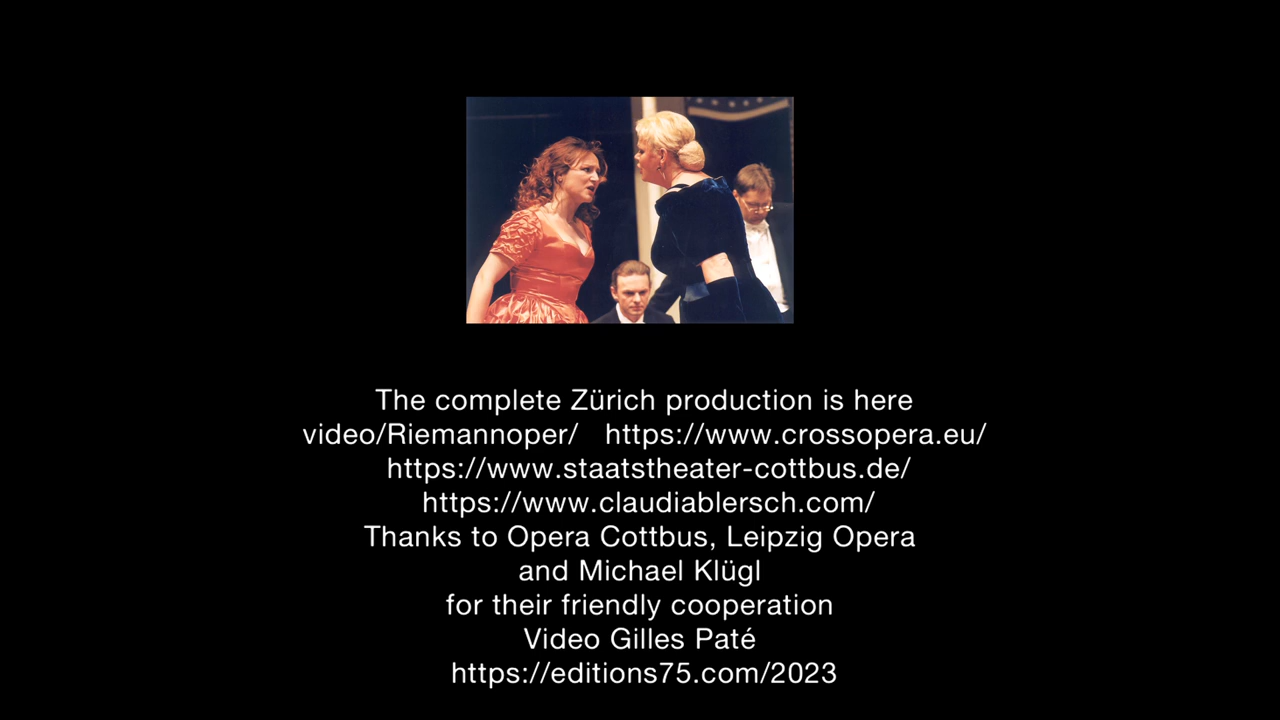 The complete Zürich production is here
video/Riemannoper/ https://www.crossopera.eu/
https://www.staatstheater-cottbus.de/
https://www.claudiablersch.com/
Thanks to Opera Cottbus, Leipzig Opera
and Michael Klügl
for their friendly cooperation
Video Gilles Paté
https://editions75.com/2023